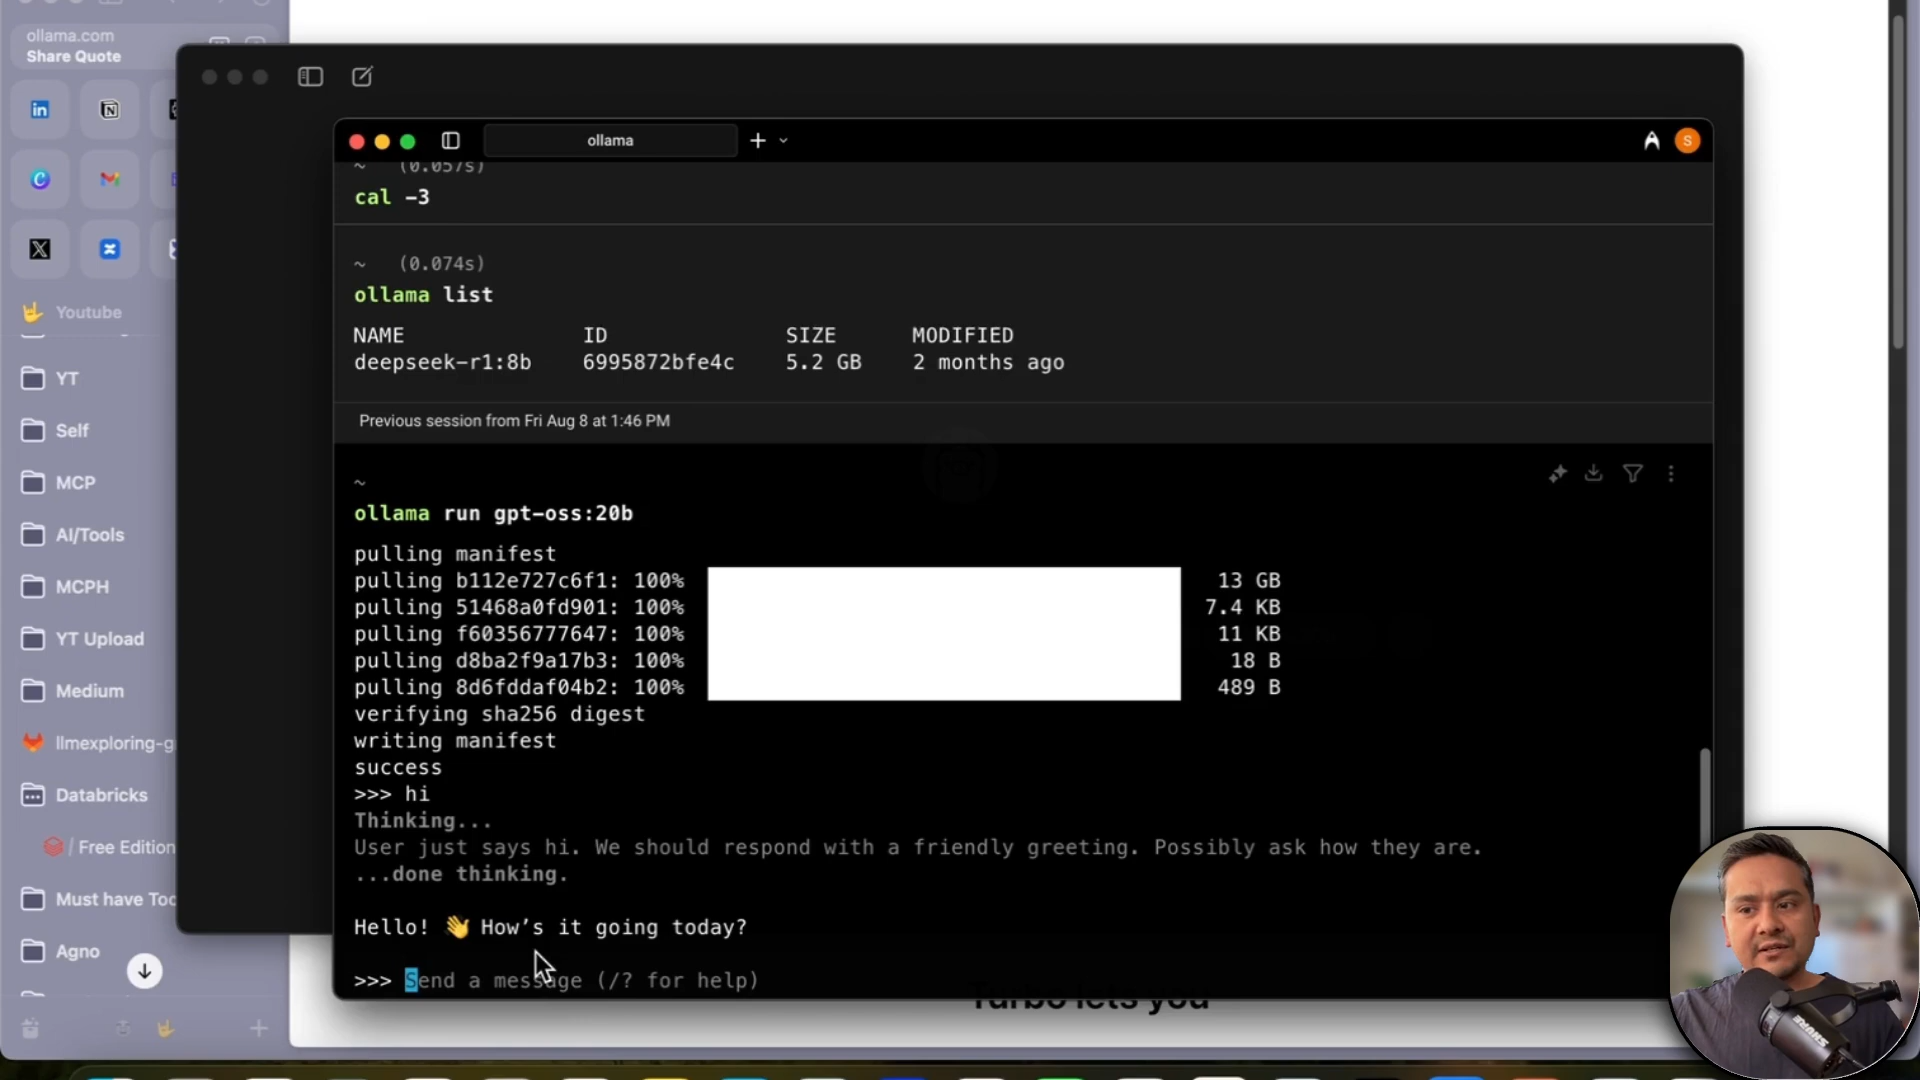 ollama.com
Share Quote
Youtube
YT
Self
MCP
AI/Tools
MCPH
YT Upload
Medium
llmexploring-g
Databricks
/ Free Edition
Must have Too
Agno
ollama
S
~ (0.057s)
cal -3
~ (0.074s)
ollama list
NAME ID SIZE MODIFIED
deepseek-r1:8b 6995872bfe4c 5.2 GB 2 months ago
Previous session from Fri Aug 8 at 1:46 PM
~
ollama run gpt-oss:20b
pulling manifest
pulling b112e727c6f1: 100% 13 GB
pulling 51468a0fd901: 100% 7.4 KB
pulling f60356777647: 100% 11 KB
pulling d8ba2f9a17b3: 100% 18 B
pulling 8d6fddaf04b2: 100% 489 B
verifying sha256 digest
writing manifest
success
>>> hi
Thinking...
User just says hi. We should respond with a friendly greeting. Possibly ask how they are.
...done thinking.
Hello! 👋 How’s it going today?
>>> Send a message (/? for help)
Turbo lets you
SHURE